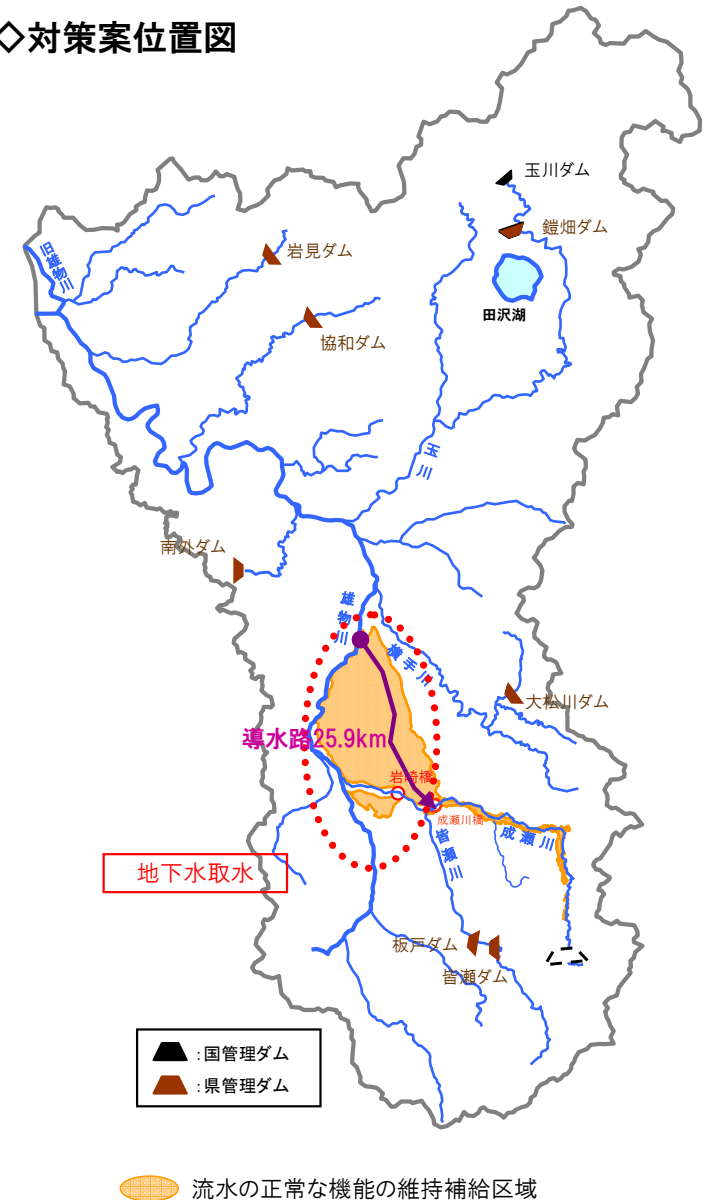 ◇対策案位置図
玉川ダム
鎧畑ダム
旧雄物川
岩見ダム
田沢湖
協和ダム
玉川
南外ダム
雄物川
横手川
大松川ダム
導水路25.9km
岩崎橋
成瀬川橋
成瀬川
皆瀬川
地下水取水
板戸ダム
皆瀬ダム
:国管理ダム
:県管理ダム
流水の正常な機能の維持補給区域